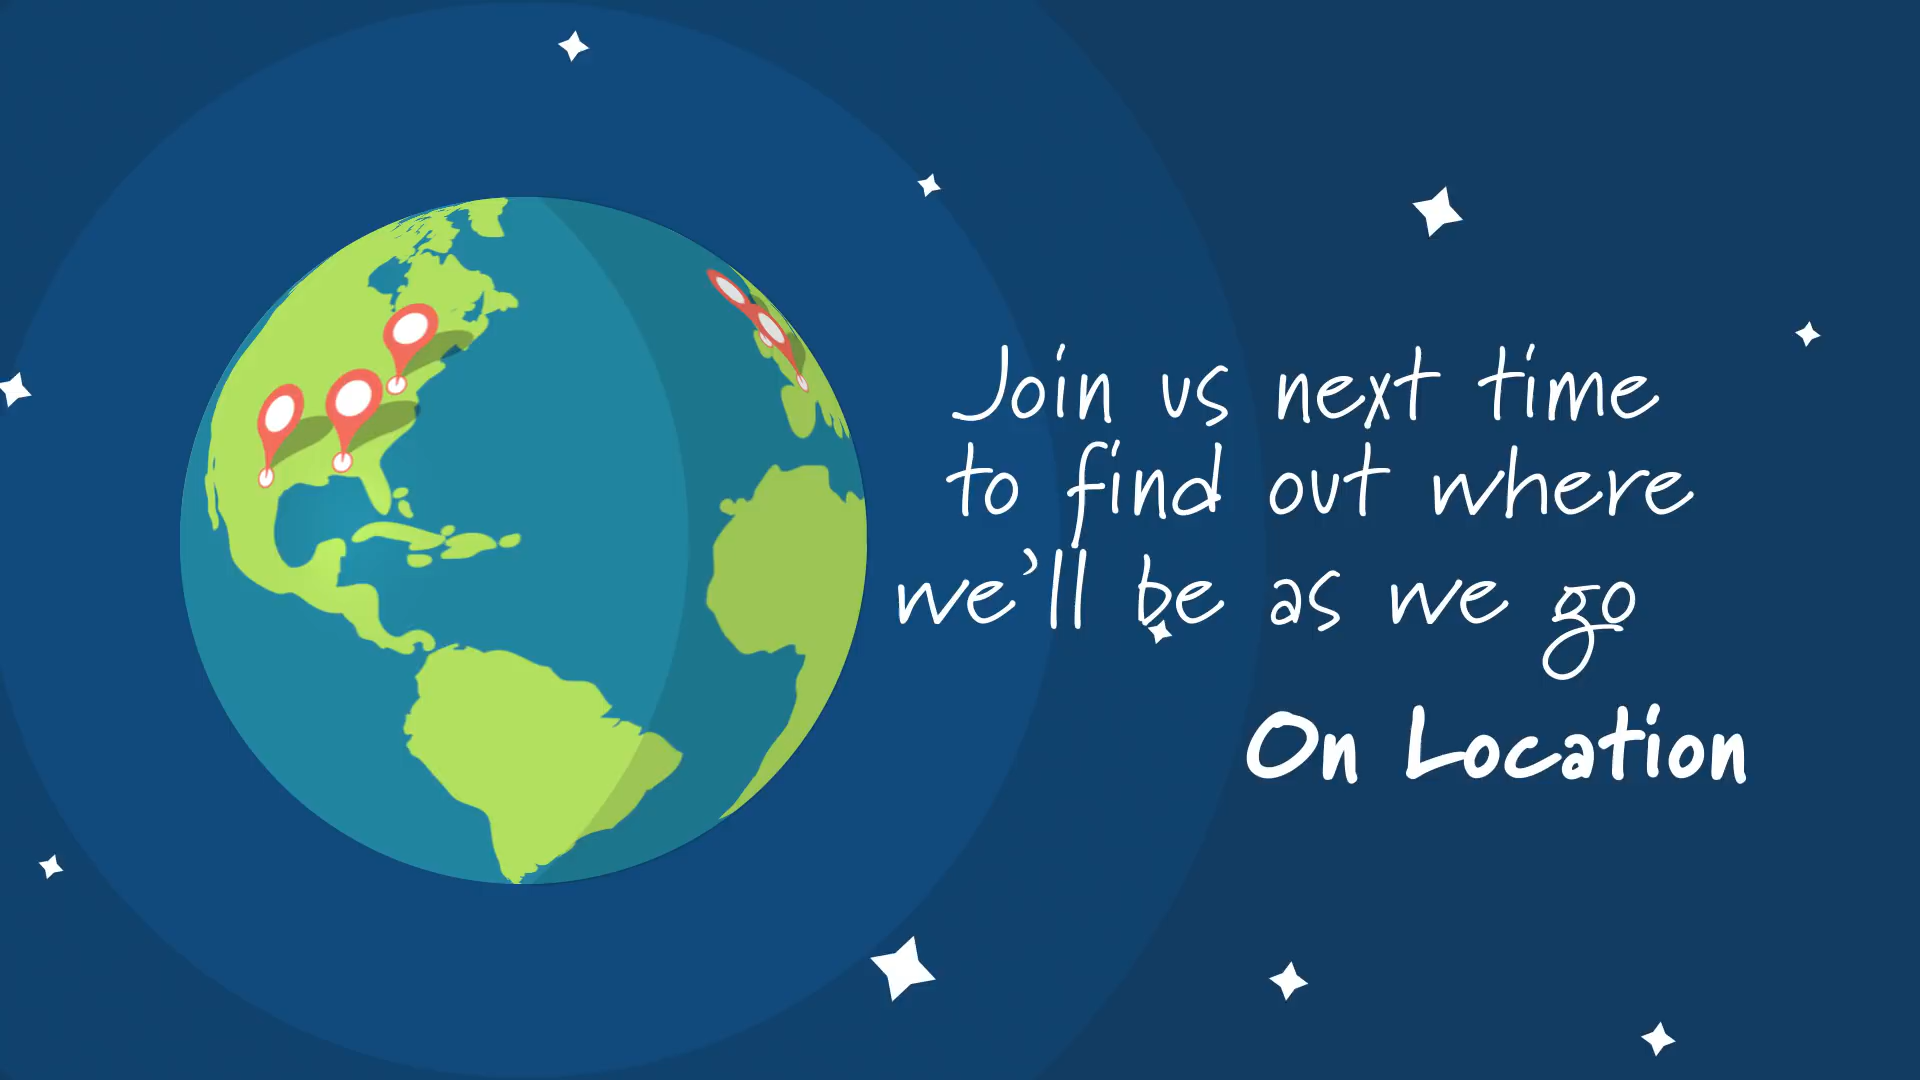 Join us next time
to find out where
we'll be as we go
On Location